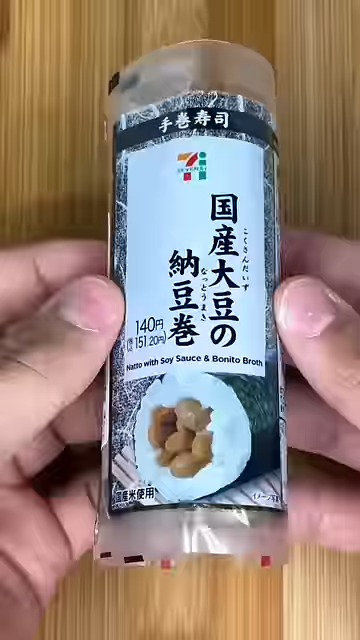 手巻寿司
国産大豆の
こくさんだいず
納豆巻
なっとうまき
140円
151.20円)
Natto with Soy Sauce & Bonito Broth
国産米使用